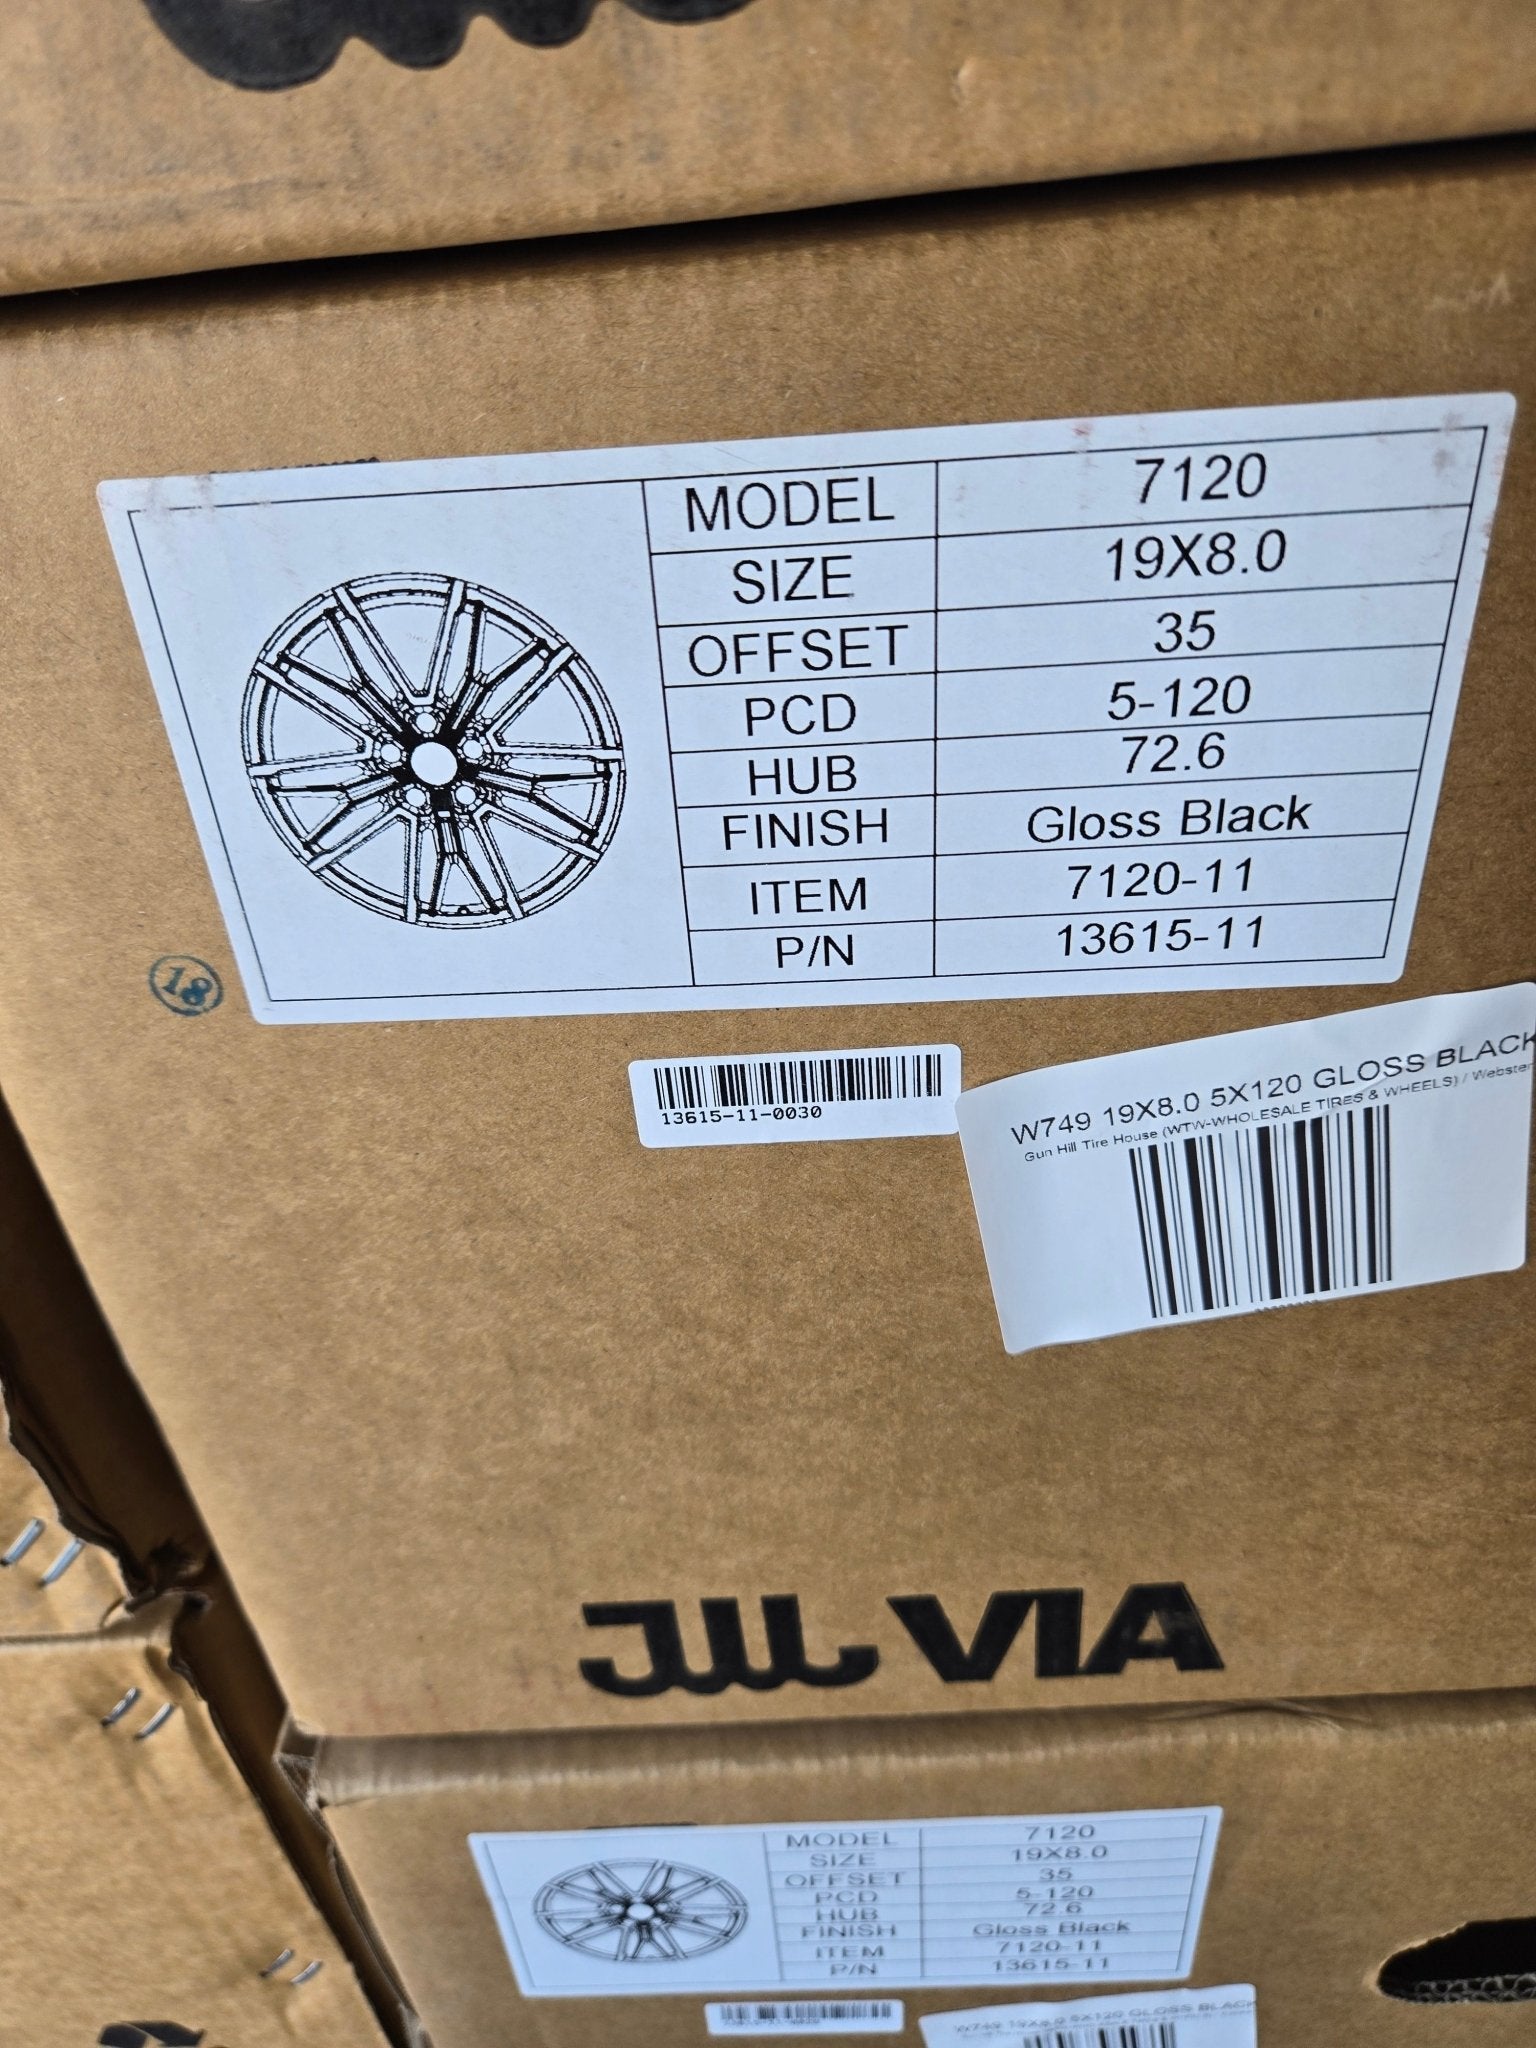 MODEL 7120
SIZE 19X8.0
OFFSET 35
PCD 5-120
HUB 72.6
FINISH Gloss Black
ITEM 7120-11
P/N 13615-11
18
13615-11-0030
W749 19X8.0 5X120 GLOSS BLACK
Gun Hill Tire House (WTW-WHOLESALE TIRES & WHEELS) / Webster
VIA
MODEL 7120
SIZE 19X8.0
OFFSET 35
PCD 5-120
HUB 72.6
FINISH Gloss Black
ITEM 7120-11
P/N 13615-11
W749 19X8.0 5X120 GLOSS BLACK